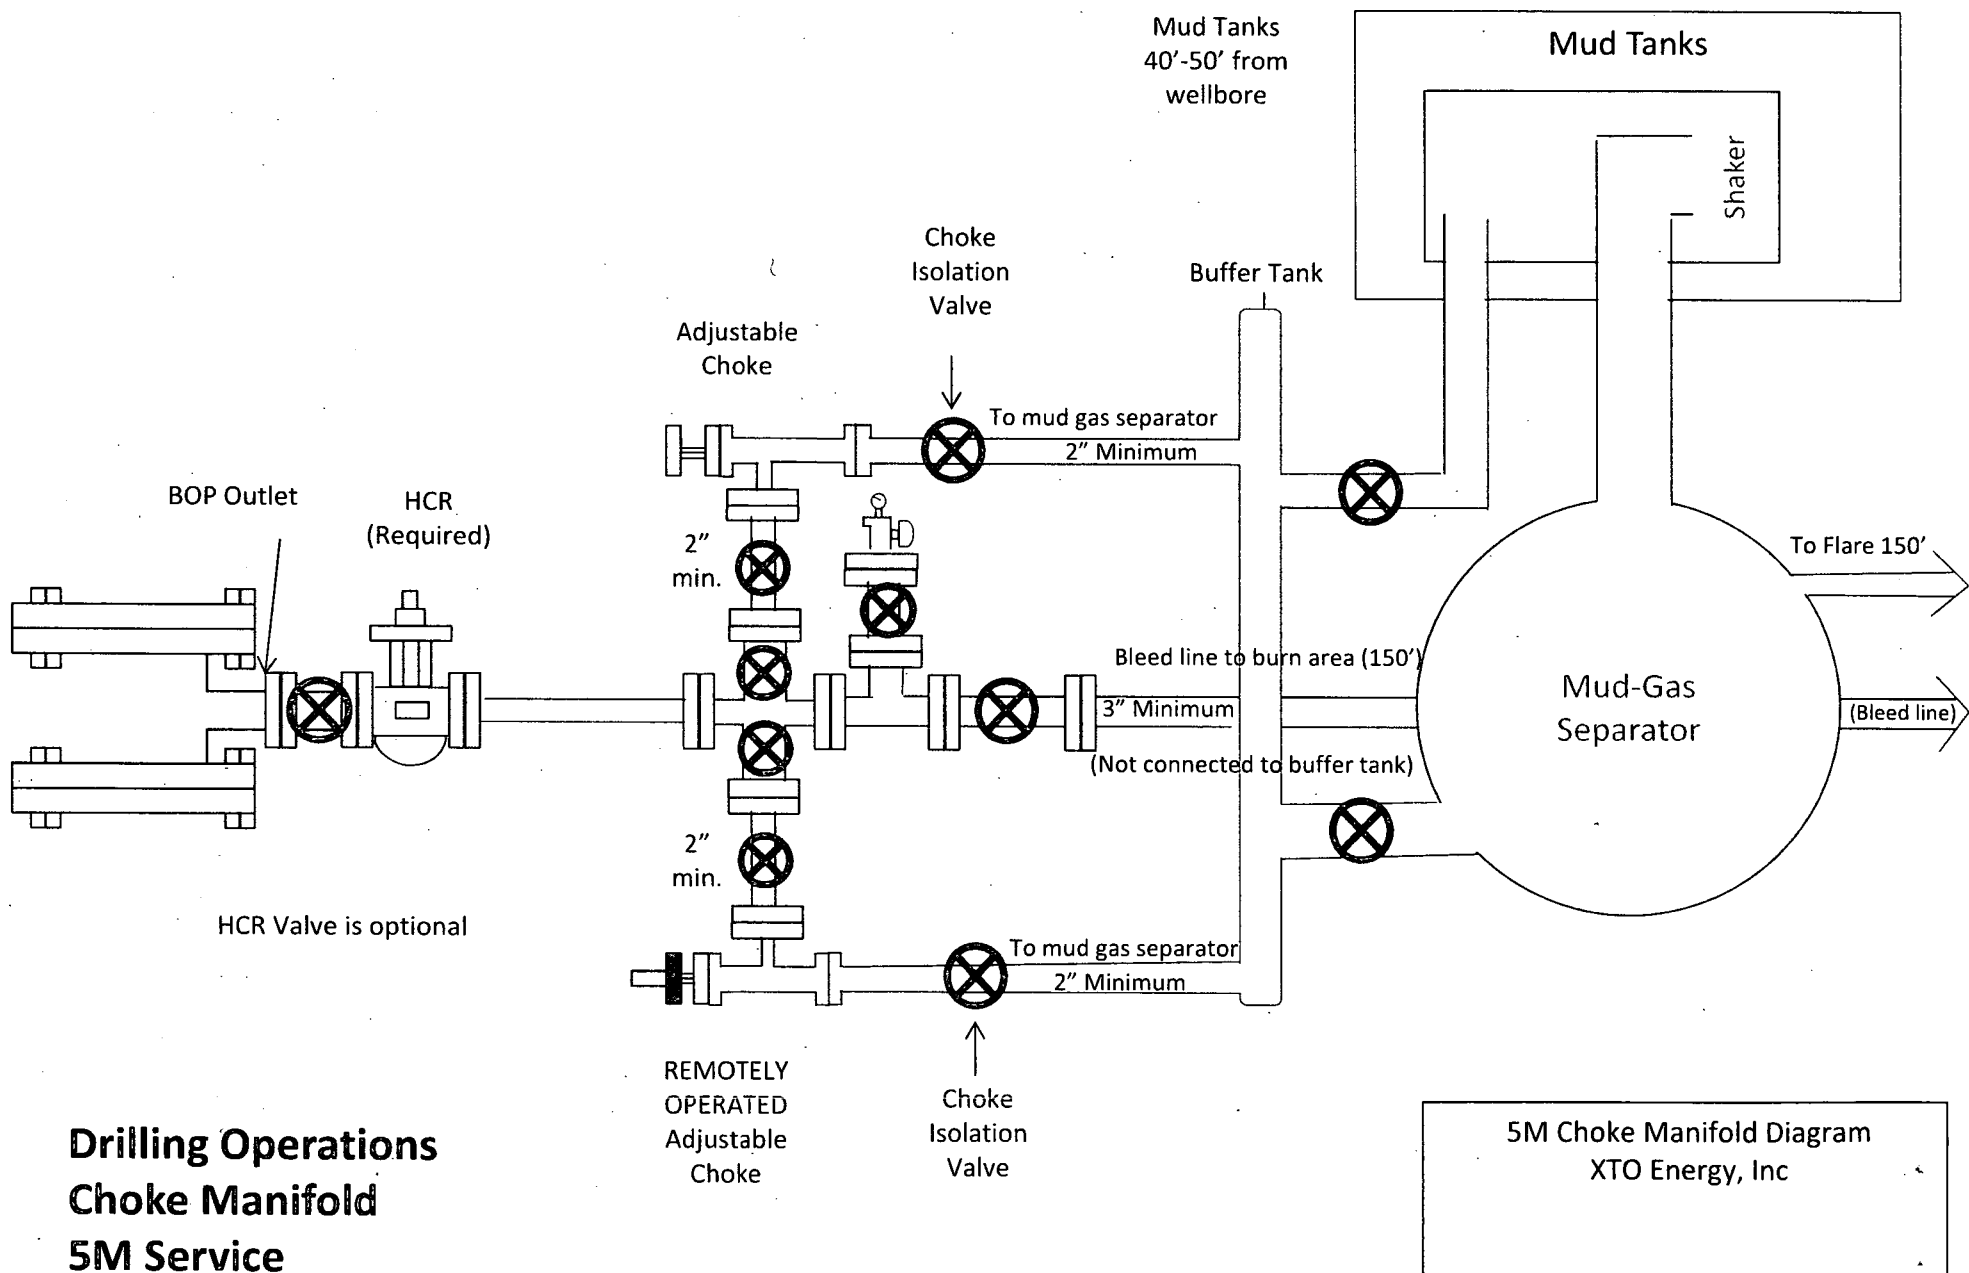 Mud Tanks
40'-50' from
wellbore
Mud Tanks
Shaker
Choke
Isolation
Valve
Buffer Tank
Adjustable
Choke
To mud gas separator
2" Minimum
BOP Outlet
HCR
(Required)
2"
min.
To Flare 150'
Bleed line to burn area (150')
3" Minimum
Mud-Gas
Separator
(Bleed line)
(Not connected to buffer tank)
2"
min.
HCR Valve is optional
To mud gas separator
2" Minimum
REMOTELY
OPERATED
Adjustable
Choke
Choke
Isolation
Valve
Drilling Operations
Choke Manifold
5M Service
5M Choke Manifold Diagram
XTO Energy, Inc